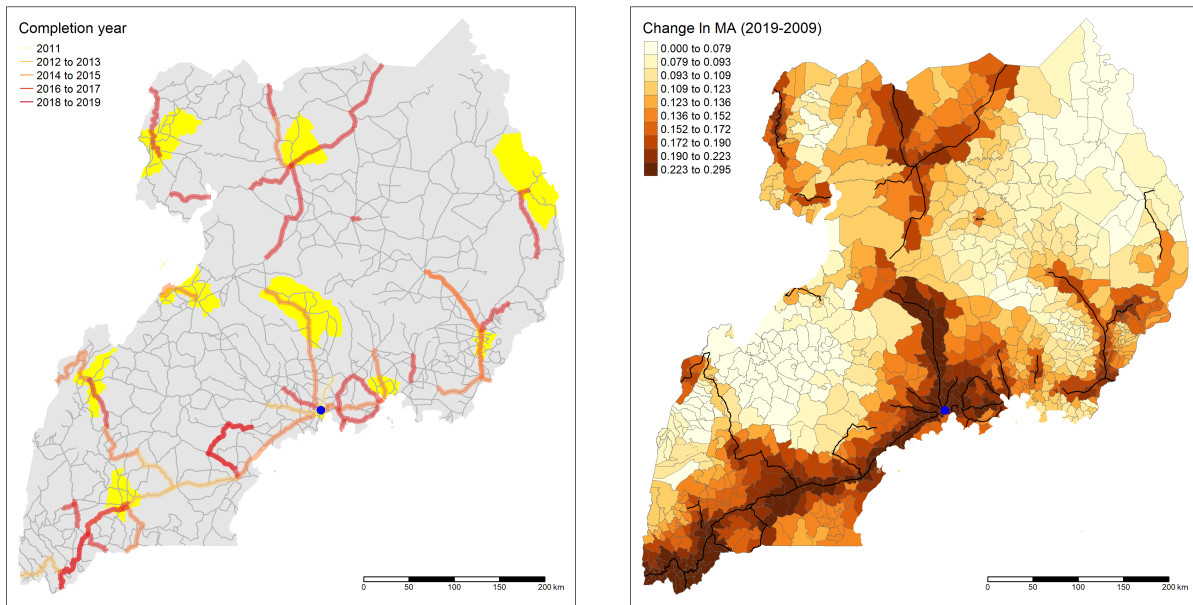 Completion year
2011
2012 to 2013
2014 to 2015
2016 to 2017
2018 to 2019
0 50 100 150 200 km
Change In MA (2019-2009)
0.000 to 0.079
0.079 to 0.093
0.093 to 0.109
0.109 to 0.123
0.123 to 0.136
0.136 to 0.152
0.152 to 0.172
0.172 to 0.190
0.190 to 0.223
0.223 to 0.295
0 50 100 150 200 km